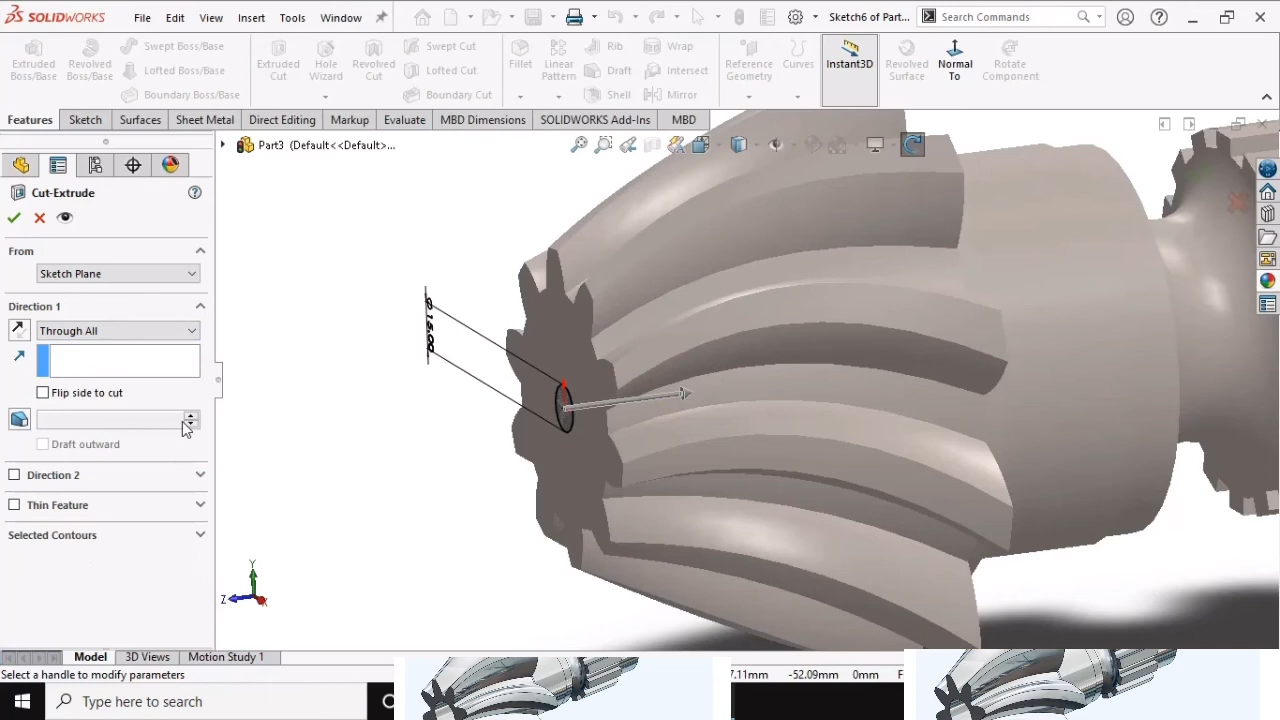 SOLIDWORKS File Edit View Insert Tools Window Sketch6 of Part... Search Commands
Extruded Boss/Base
Revolved Boss/Base
Swept Boss/Base
Lofted Boss/Base
Boundary Boss/Base
Extruded Cut
Hole Wizard
Revolved Cut
Swept Cut
Lofted Cut
Boundary Cut
Fillet
Linear Pattern
Rib
Draft
Shell
Wrap
Intersect
Mirror
Reference Geometry
Curves
Instant3D
Revolved Surface
Normal To
Rotate Component
Features Sketch Surfaces Sheet Metal Direct Editing Markup Evaluate MBD Dimensions SOLIDWORKS Add-Ins MBD
Part3 (Default<<Default>...
Cut-Extrude
From
Sketch Plane
Direction 1
Through All
Flip side to cut
Draft outward
Direction 2
Thin Feature
Selected Contours
⌀15.00
Y
Z
X
Model 3D Views Motion Study 1
Select a handle to modify parameters
7.11mm -52.09mm 0mm F
Type here to search